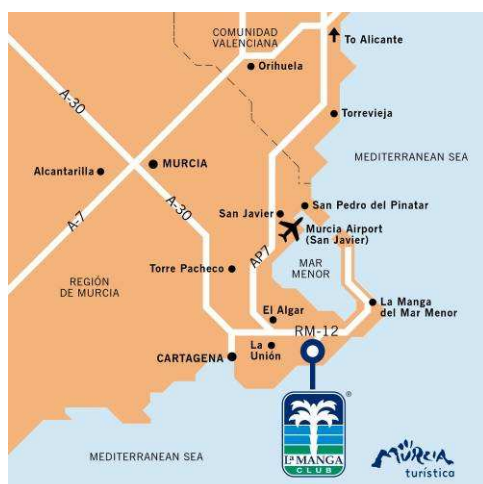 COMUNIDAD
VALENCIANA
To Alicante
Orihuela
A-30
Torrevieja
MEDITERRANEAN SEA
MURCIA
Alcantarilla
A-7
A-30
San Pedro del Pinatar
San Javier
Murcia Airport
(San Javier)
AP7
MAR
MENOR
Torre Pacheco
REGIÓN
DE MURCIA
El Algar
La Manga
del Mar Menor
RM-12
La
Unión
CARTAGENA
®
LA MANGA
CLUB
MEDITERRANEAN SEA
MURCIA
turística